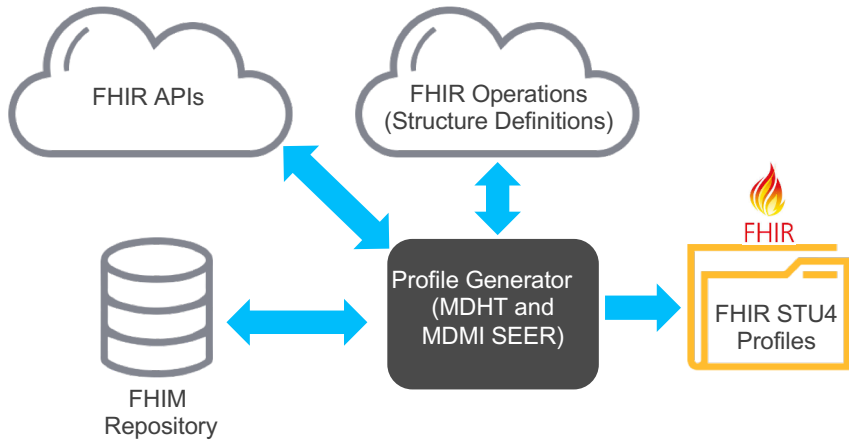 FHIR APIs
FHIR Operations
(Structure Definitions)
FHIR
Profile Generator
(MDHT and
MDMI SEER)
FHIR STU4
Profiles
FHIM
Repository